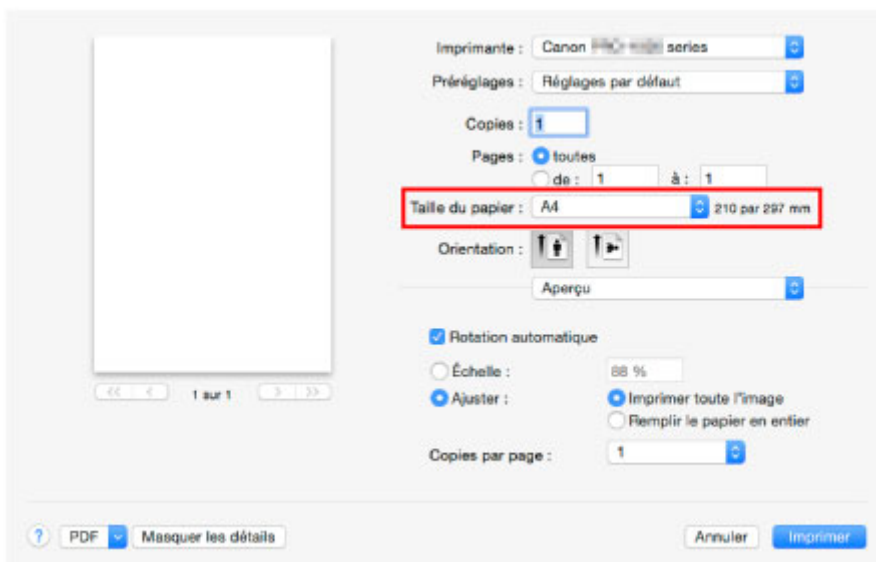 Imprimante : Canon series
Préréglages : Réglages par défaut
Copies : 1
Pages : toutes
de : 1 à : 1
Taille du papier : A4 210 par 297 mm
Orientation :
Aperçu
Rotation automatique
Échelle : 88 %
Ajuster : Imprimer toute l'image
Remplir le papier en entier
1 sur 1
Copies par page : 1
? PDF Masquer les détails Annuler Imprimer